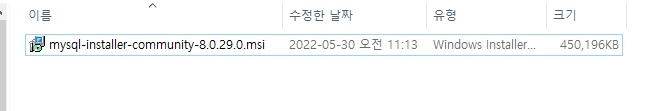 이름 수정한 날짜 유형 크기
mysql-installer-community-8.0.29.0.msi 2022-05-30 오전 11:13 Windows Installer... 450,196KB